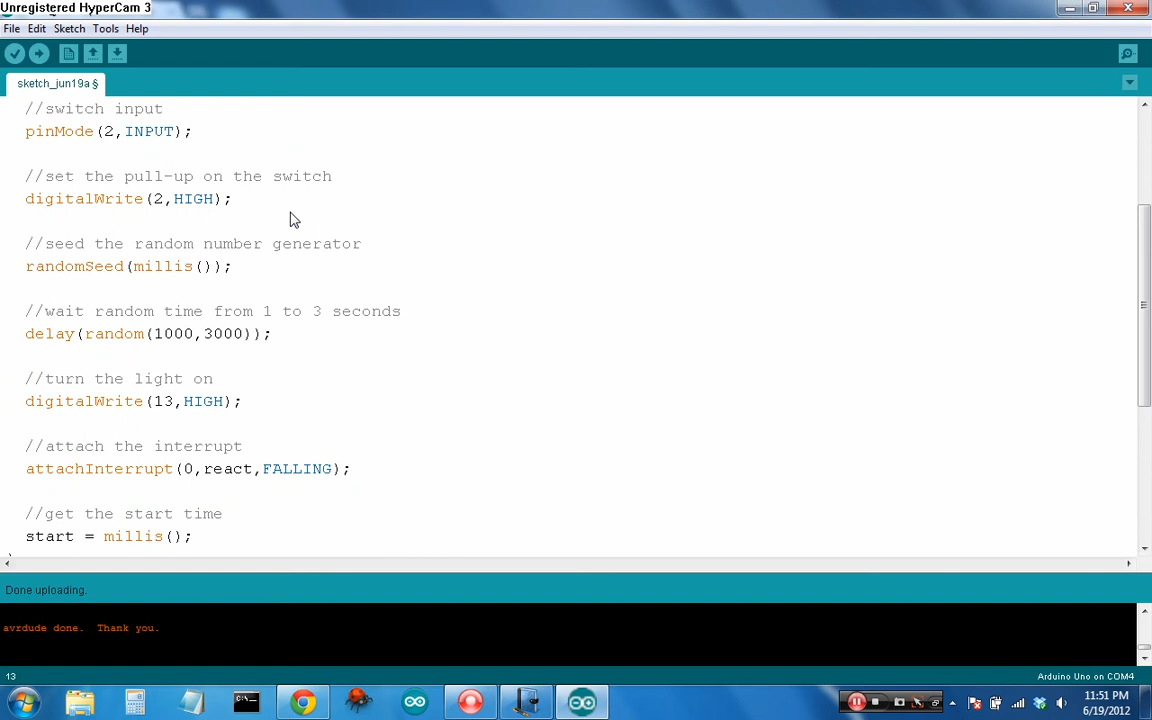 Unregistered HyperCam 3
File Edit Sketch Tools Help
sketch_jun19a §
//switch input
pinMode(2,INPUT);
//set the pull-up on the switch
digitalWrite(2,HIGH);
//seed the random number generator
randomSeed(millis());
//wait random time from 1 to 3 seconds
delay(random(1000,3000));
//turn the light on
digitalWrite(13,HIGH);
//attach the interrupt
attachInterrupt(0,react,FALLING);
//get the start time
start = millis();
Done uploading.
avrdude done.  Thank you.
13
Arduino Uno on COM4
11:51 PM
6/19/2012